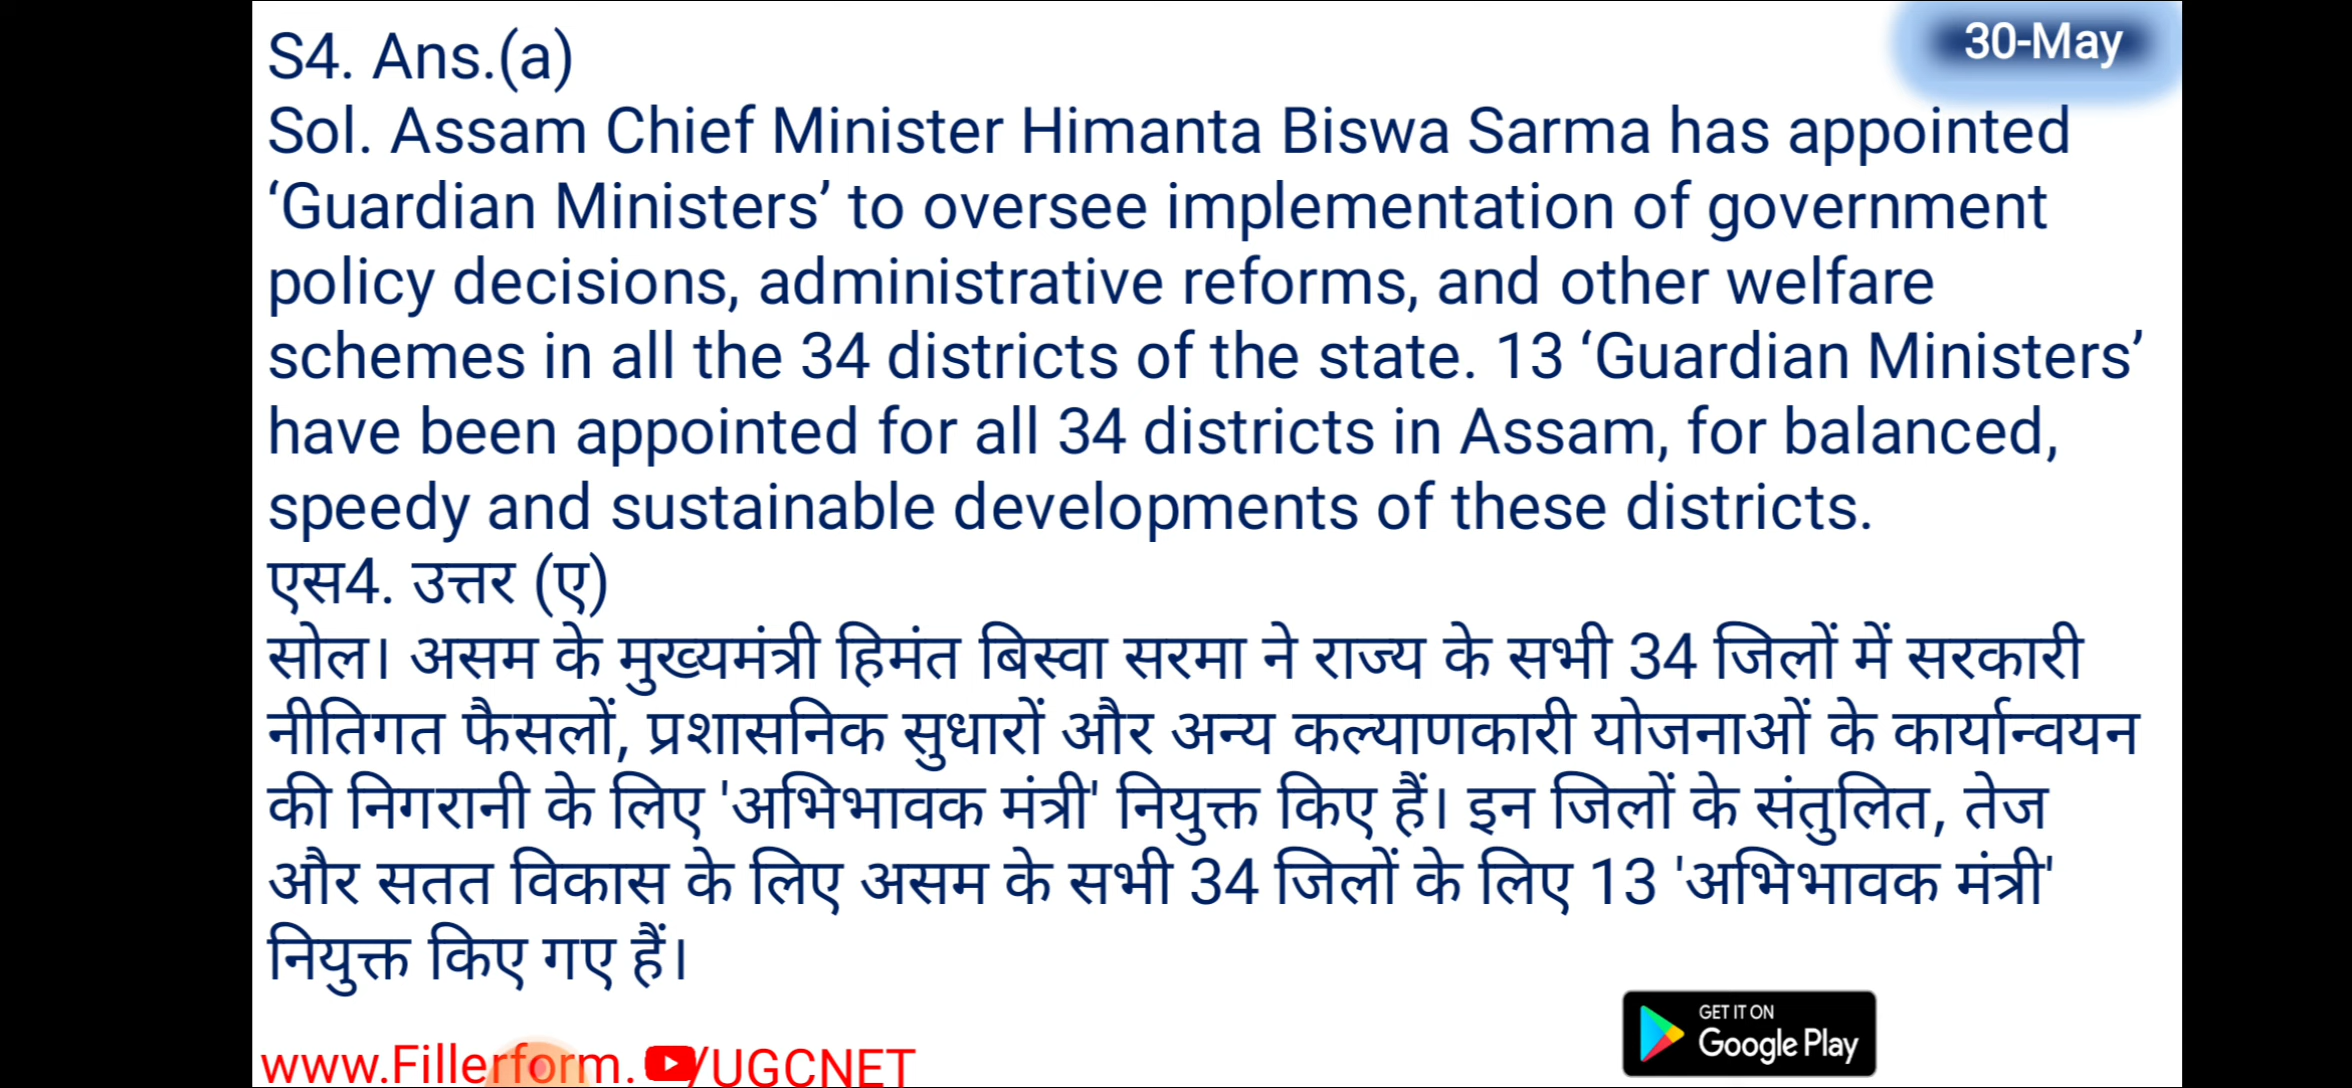 30-May
S4. Ans.(a)
Sol. Assam Chief Minister Himanta Biswa Sarma has appointed
‘Guardian Ministers’ to oversee implementation of government
policy decisions, administrative reforms, and other welfare
schemes in all the 34 districts of the state. 13 ‘Guardian Ministers’
have been appointed for all 34 districts in Assam, for balanced,
speedy and sustainable developments of these districts.
एस4. उत्तर (ए)
सोल। असम के मुख्यमंत्री हिमंत बिस्वा सरमा ने राज्य के सभी 34 जिलों में सरकारी
नीतिगत फैसलों, प्रशासनिक सुधारों और अन्य कल्याणकारी योजनाओं के कार्यान्वयन
की निगरानी के लिए 'अभिभावक मंत्री' नियुक्त किए हैं। इन जिलों के संतुलित, तेज
और सतत विकास के लिए असम के सभी 34 जिलों के लिए 13 'अभिभावक मंत्री'
नियुक्त किए गए हैं।
GET IT ON
Google Play
www.Fillerform. /UGCNET